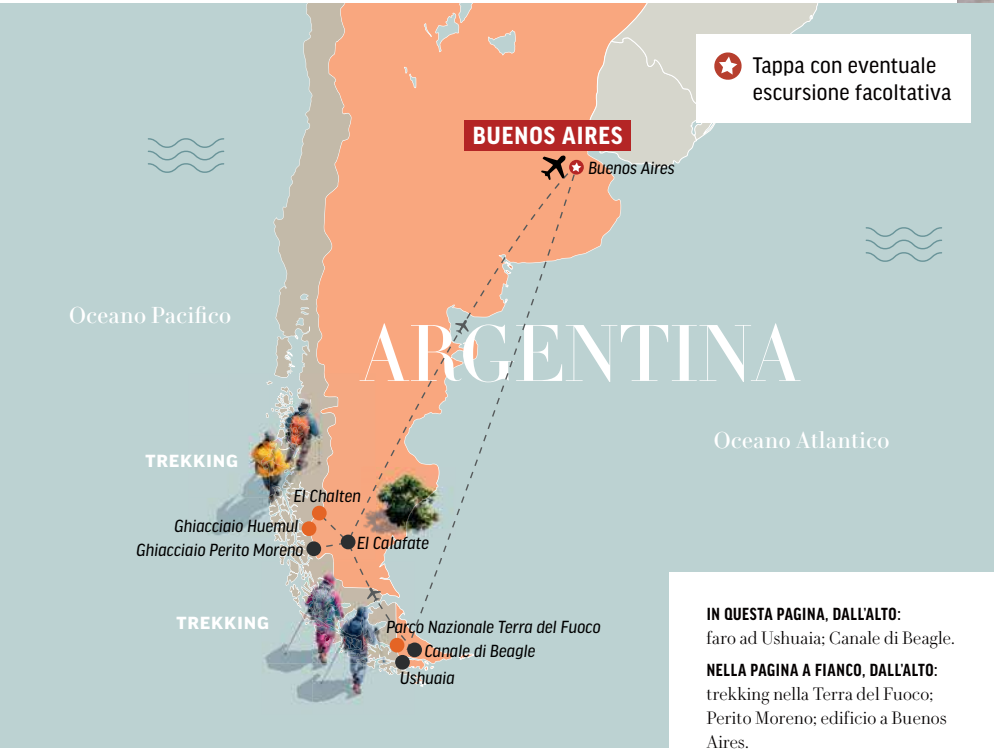 Tappa con eventuale
escursione facoltativa
BUENOS AIRES
Buenos Aires
Oceano Pacifico
ARGENTINA
Oceano Atlantico
TREKKING
El Chalten
Ghiacciaio Huemul
El Calafate
Ghiacciaio Perito Moreno
TREKKING
Parco Nazionale Terra del Fuoco
Canale di Beagle
Ushuaia
IN QUESTA PAGINA, DALL'ALTO:
faro ad Ushuaia; Canale di Beagle.
NELLA PAGINA A FIANCO, DALL'ALTO:
trekking nella Terra del Fuoco;
Perito Moreno; edificio a Buenos
Aires.